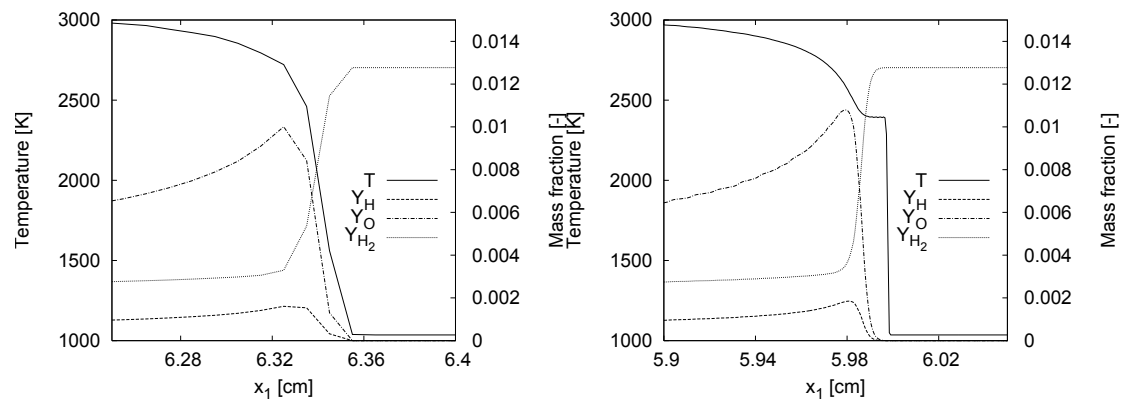 3000
2500
2000
1500
1000
Temperature [K]
6.28
6.32
6.36
6.4
x1 [cm]
0.014
0.012
0.01
0.008
0.006
0.004
0.002
0
Mass fraction [-]
T
YH
YO
YH2
3000
2500
2000
1500
1000
Temperature [K]
5.9
5.94
5.98
6.02
x1 [cm]
0.014
0.012
0.01
0.008
0.006
0.004
0.002
0
Mass fraction [-]
T
YH
YO
YH2